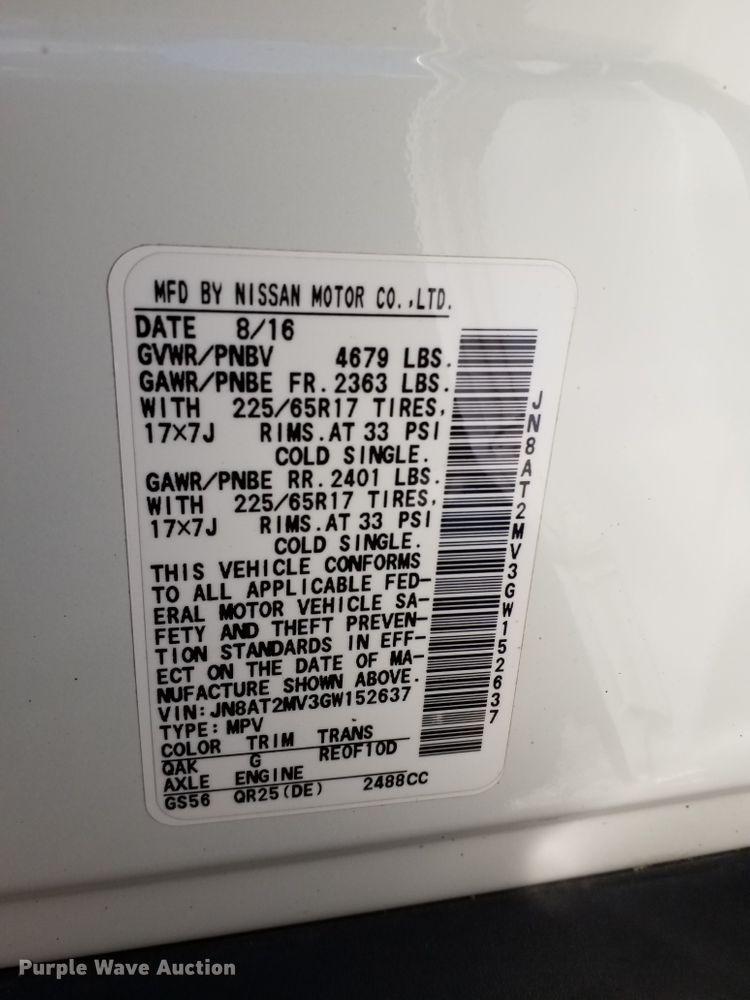 MFD BY NISSAN MOTOR CO.,LTD.
DATE 8/16
GVWR/PNBV 4679 LBS.
GAWR/PNBE FR. 2363 LBS.
WITH 225/65R17 TIRES,
17×7J RIMS.AT 33 PSI
COLD SINGLE.
GAWR/PNBE RR. 2401 LBS.
WITH 225/65R17 TIRES,
17×7J RIMS.AT 33 PSI
COLD SINGLE.
THIS VEHICLE CONFORMS
TO ALL APPLICABLE FED-
ERAL MOTOR VEHICLE SA-
FETY AND THEFT PREVEN-
TION STANDARDS IN EFF-
ECT ON THE DATE OF MA-
NUFACTURE SHOWN ABOVE.
VIN:JN8AT2MV3GW152637
TYPE:MPV
COLOR TRIM TRANS
QAK G RE0F10D
AXLE ENGINE
GS56 QR25(DE) 2488CC
JN8AT2MV3GW152637
Purple Wave Auction